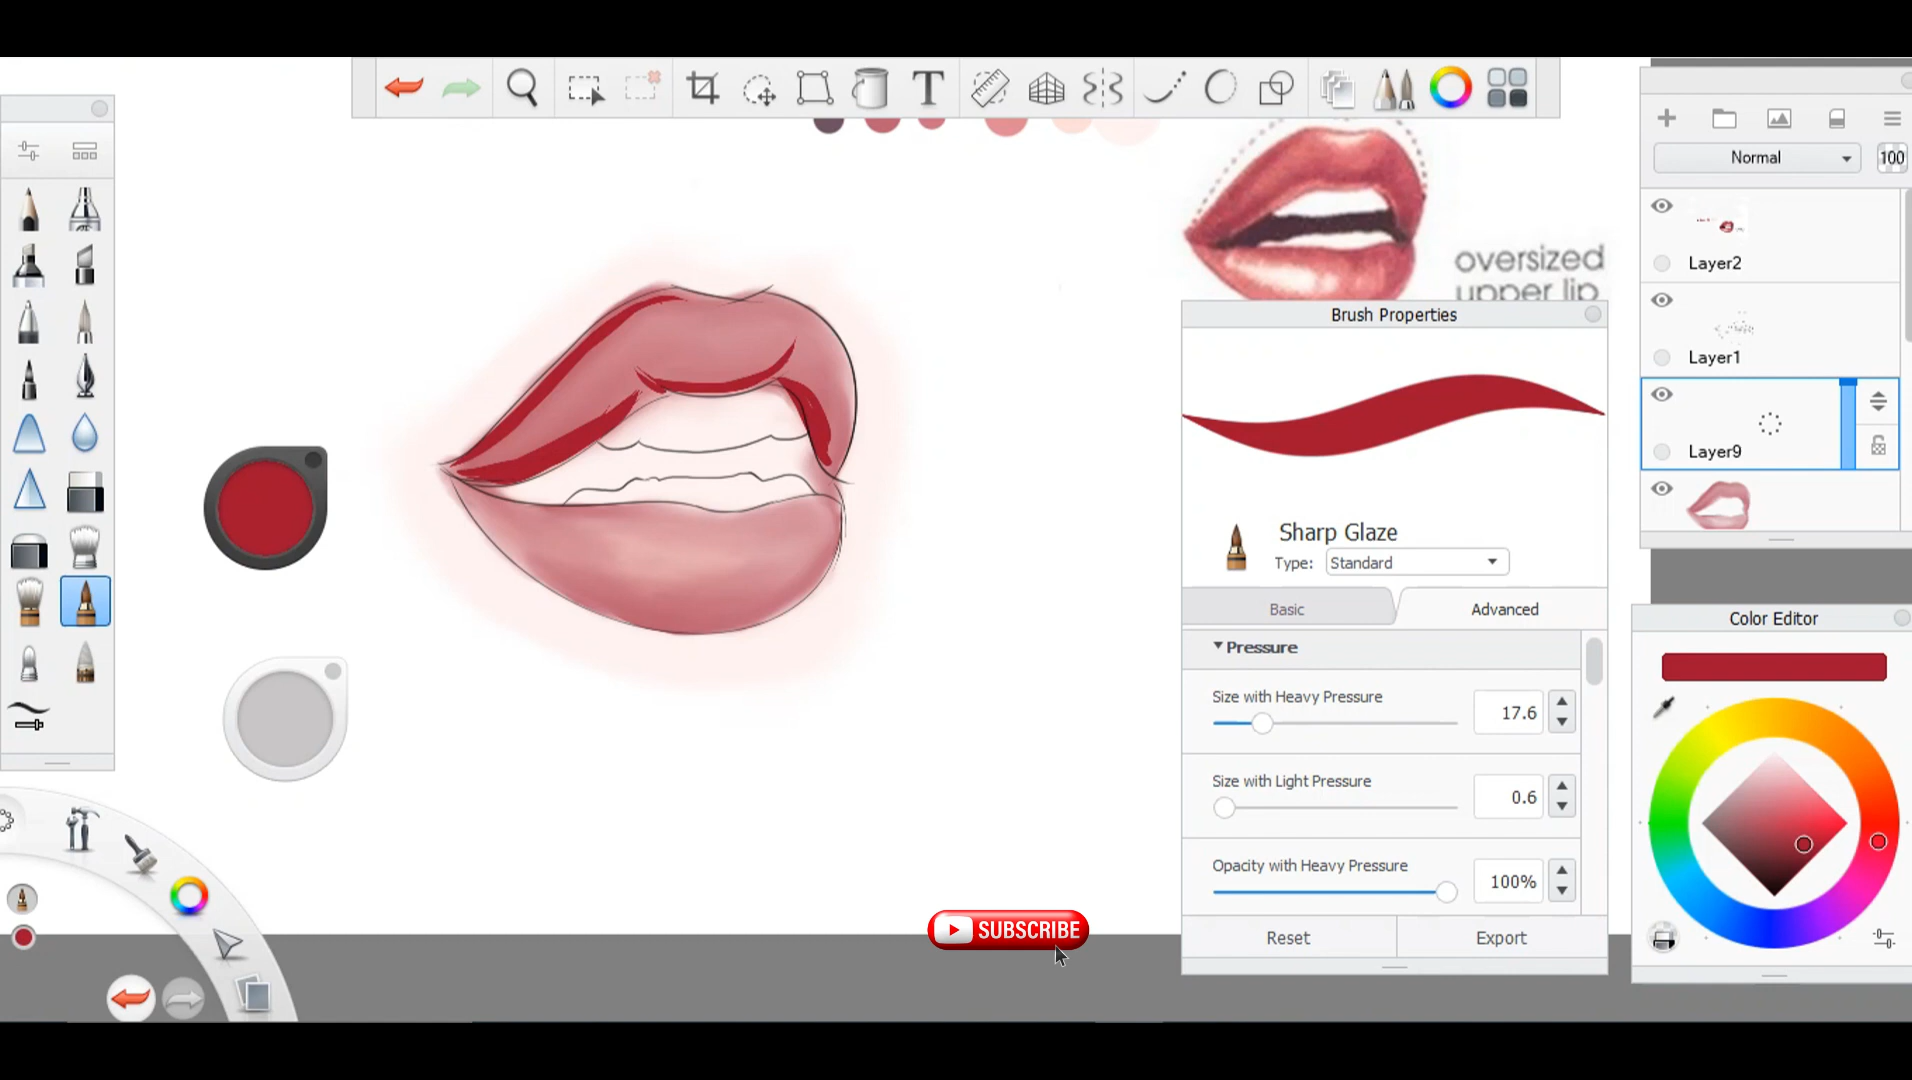 T
Normal
100
Layer2
Layer1
Layer9
oversized
upper lip
Brush Properties
Sharp Glaze
Type: Standard
Basic
Advanced
Pressure
Size with Heavy Pressure
17.6
Size with Light Pressure
0.6
Opacity with Heavy Pressure
100%
Reset
Export
Color Editor
SUBSCRIBE